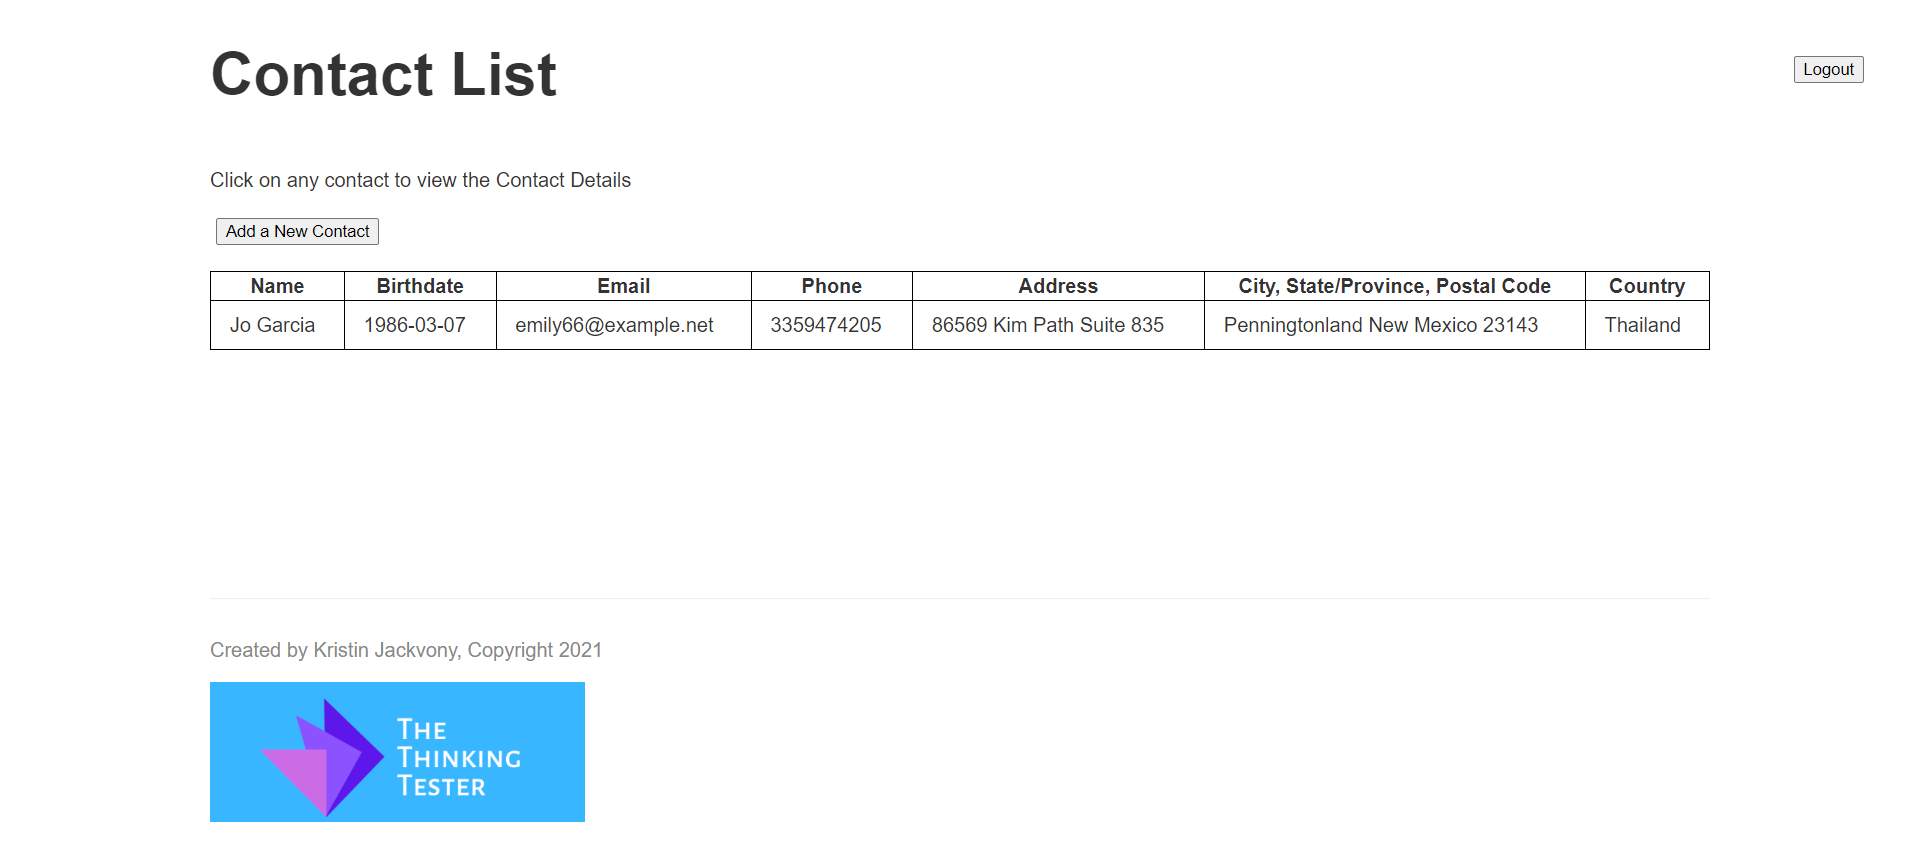 Contact List
Logout
Click on any contact to view the Contact Details
Add a New Contact
Name Birthdate Email Phone Address City, State/Province, Postal Code Country
Jo Garcia 1986-03-07 emily66@example.net 3359474205 86569 Kim Path Suite 835 Penningtonland New Mexico 23143 Thailand
Created by Kristin Jackvony, Copyright 2021
THE
THINKING
TESTER